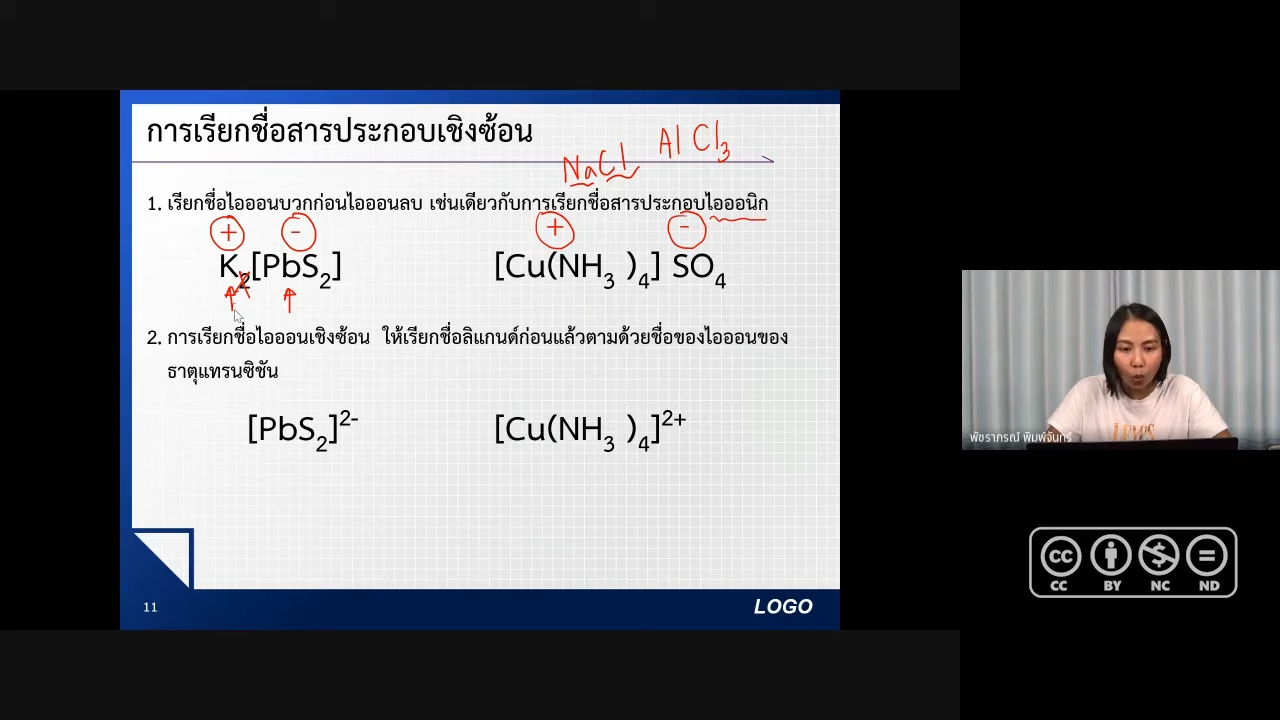 การเรียกชื่อสารประกอบเชิงซ้อน
NaCl AlCl3
1. เรียกชื่อไอออนบวกก่อนไอออนลบ เช่นเดียวกับการเรียกชื่อสารประกอบไอออนิก
+ - + -
K2[PbS2] [Cu(NH3 )4] SO4
2. การเรียกชื่อไอออนเชิงซ้อน ให้เรียกชื่อลิแกนด์ก่อนแล้วตามด้วยชื่อของไอออนของ
ธาตุแทรนซิชัน
[PbS2]2- [Cu(NH3 )4]2+
11
LOGO
พัชราภรณ์ พิมพ์จันทร์
CC BY NC ND